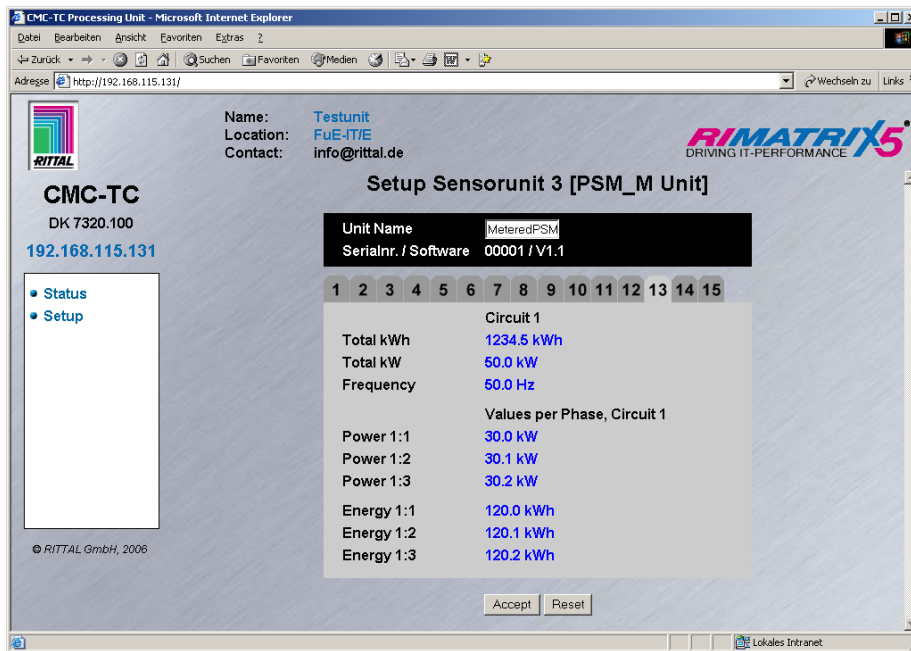 CMC-TC Processing Unit - Microsoft Internet Explorer
Datei Bearbeiten Ansicht Favoriten Extras ?
Zurück Suchen Favoriten Medien
Adresse http://192.168.115.131/ Wechseln zu Links
RITTAL
Name: Testunit
Location: FuE-IT/E
Contact: info@rittal.de
RIMATRIX5
DRIVING IT-PERFORMANCE
CMC-TC
DK 7320.100
192.168.115.131
Status
Setup
© RITTAL GmbH, 2006
Setup Sensorunit 3 [PSM_M Unit]
Unit Name MeteredPSM
Serialnr. / Software 00001 / V1.1
1 2 3 4 5 6 7 8 9 10 11 12 13 14 15
Circuit 1
Total kWh 1234.5 kWh
Total kW 50.0 kW
Frequency 50.0 Hz
Values per Phase, Circuit 1
Power 1:1 30.0 kW
Power 1:2 30.1 kW
Power 1:3 30.2 kW
Energy 1:1 120.0 kWh
Energy 1:2 120.1 kWh
Energy 1:3 120.2 kWh
Accept Reset
Lokales Intranet